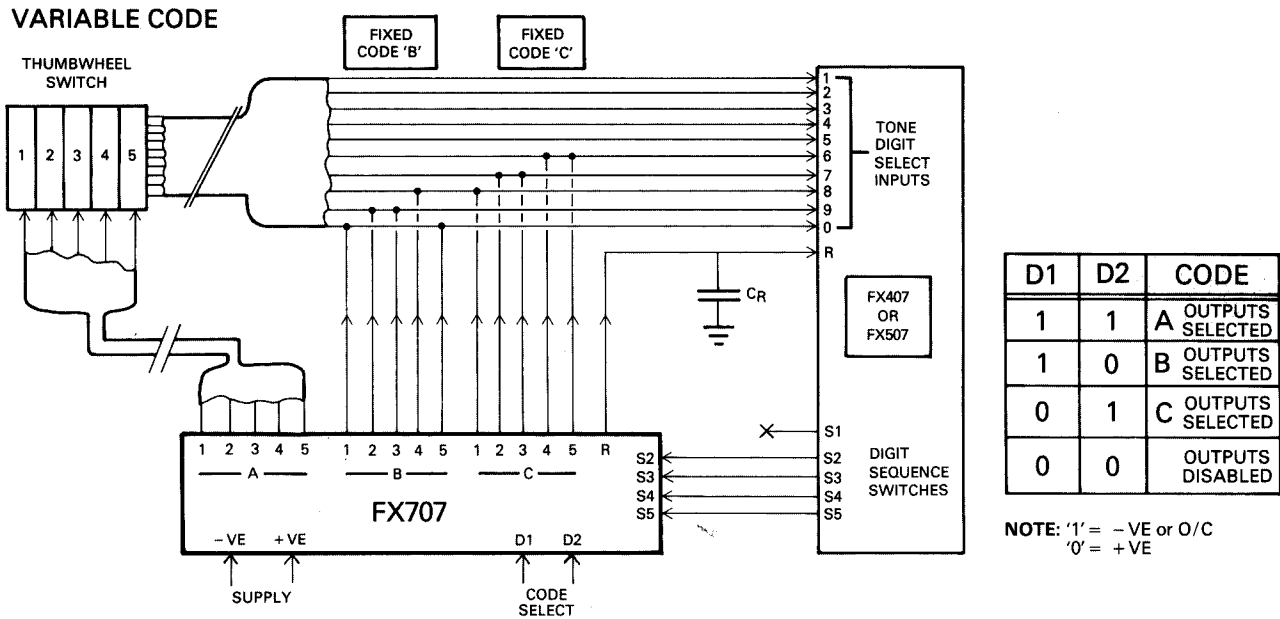 VARIABLE CODE
THUMBWHEEL
SWITCH
1 2 3 4 5
FIXED
CODE 'B'
FIXED
CODE 'C'
1
2
3
4
5
6
7
8
9
0
R
TONE
DIGIT
SELECT
INPUTS
CR
FX407
OR
FX507
S1
S2
S3
S4
S5
DIGIT
SEQUENCE
SWITCHES
1 2 3 4 5 1 2 3 4 5 1 2 3 4 5 R
A B C
S2
S3
S4
S5
FX707
– VE + VE D1 D2
SUPPLY
CODE
SELECT
D1 D2 CODE
1 1 A OUTPUTS
SELECTED
1 0 B OUTPUTS
SELECTED
0 1 C OUTPUTS
SELECTED
0 0 OUTPUTS
DISABLED
NOTE: '1' = – VE or O/C
'0' = + VE